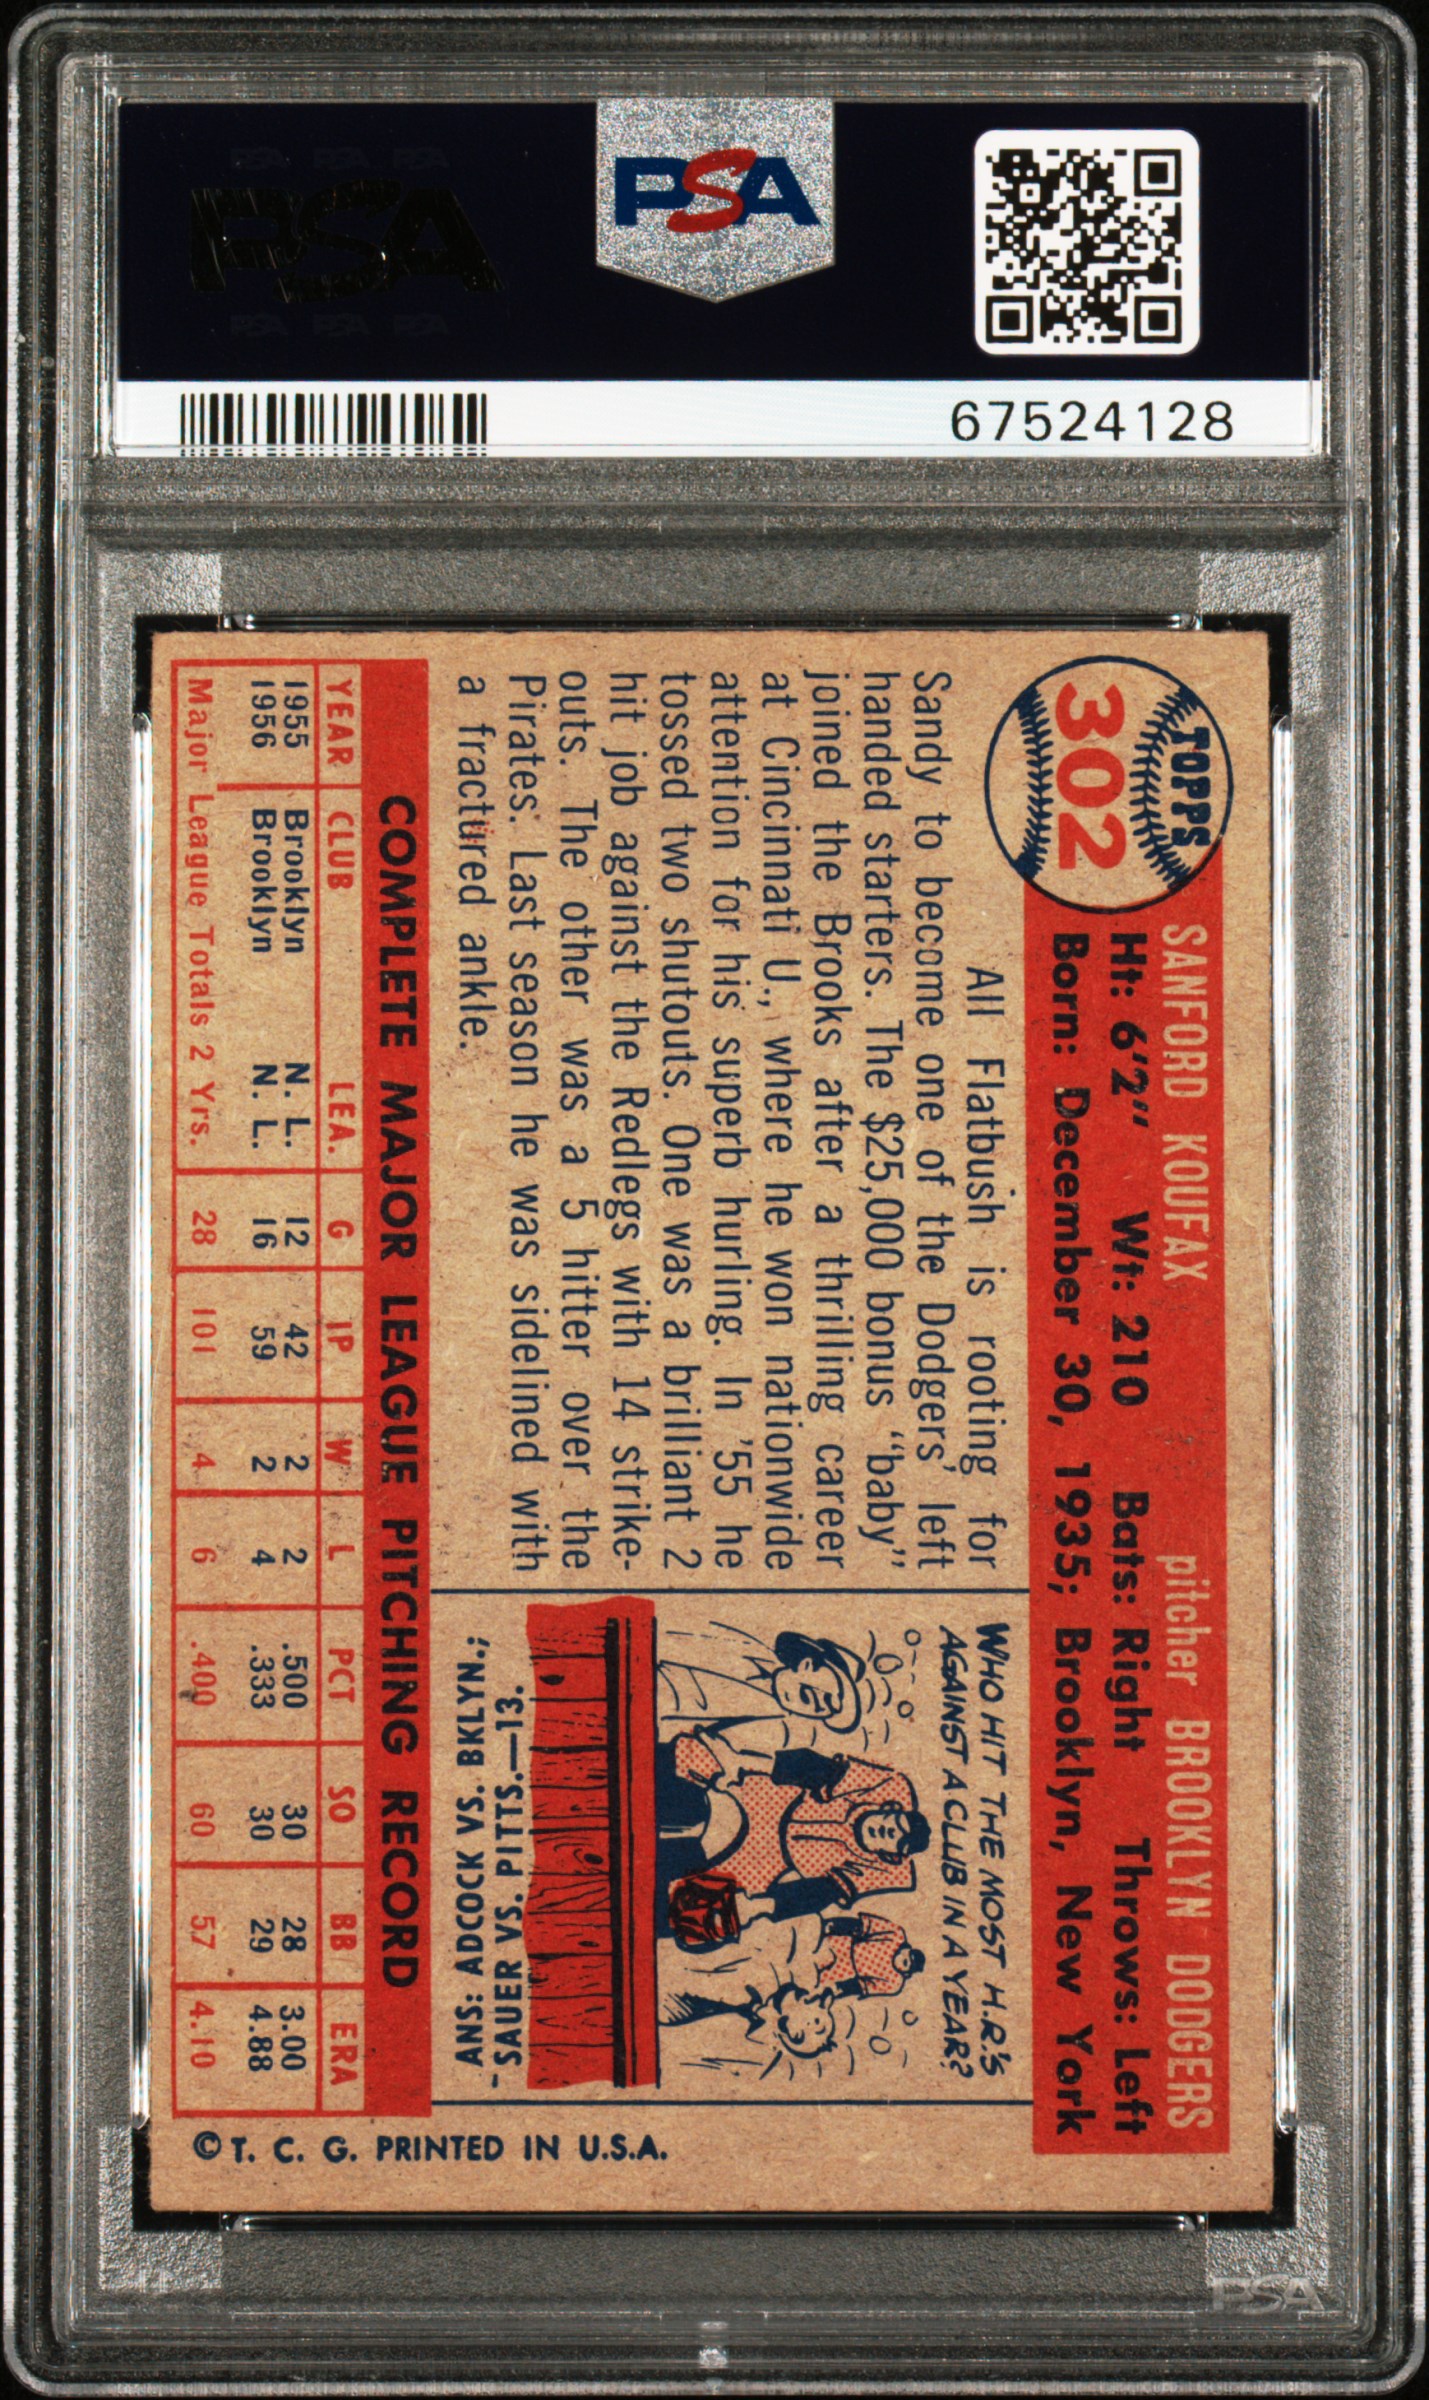 PSA
PSA PSA PSA
PSA
PSA PSA PSA
67524128
TOPPS
302
SANFORD KOUFAX pitcher BROOKLYN DODGERS
Ht: 6'2" Wt: 210 Bats: Right Throws: Left
Born: December 30, 1935; Brooklyn, New York
All Flatbush is rooting for
Sandy to become one of the Dodgers' left
handed starters. The $25,000 bonus "baby"
joined the Brooks after a thrilling career
at Cincinnati U., where he won nationwide
attention for his superb hurling. In '55 he
tossed two shutouts. One was a brilliant 2
hit job against the Redlegs with 14 strike-
outs. The other was a 5 hitter over the
Pirates. Last season he was sidelined with
a fractured ankle.
WHO HIT THE MOST H.R.'S
AGAINST A CLUB IN A YEAR?
ANS: ADCOCK VS. BKLYN.;
SAUER VS. PITTS.—13.
COMPLETE MAJOR LEAGUE PITCHING RECORD
YEAR CLUB LEA. G IP W L PCT SO BB ERA
1955 Brooklyn N. L. 12 42 2 2 .500 30 28 3.00
1956 Brooklyn N. L. 16 59 2 4 .333 30 29 4.88
Major League Totals 2 Yrs. 28 101 4 6 .400 60 57 4.10
© T. C. G. PRINTED IN U.S.A.
PSA